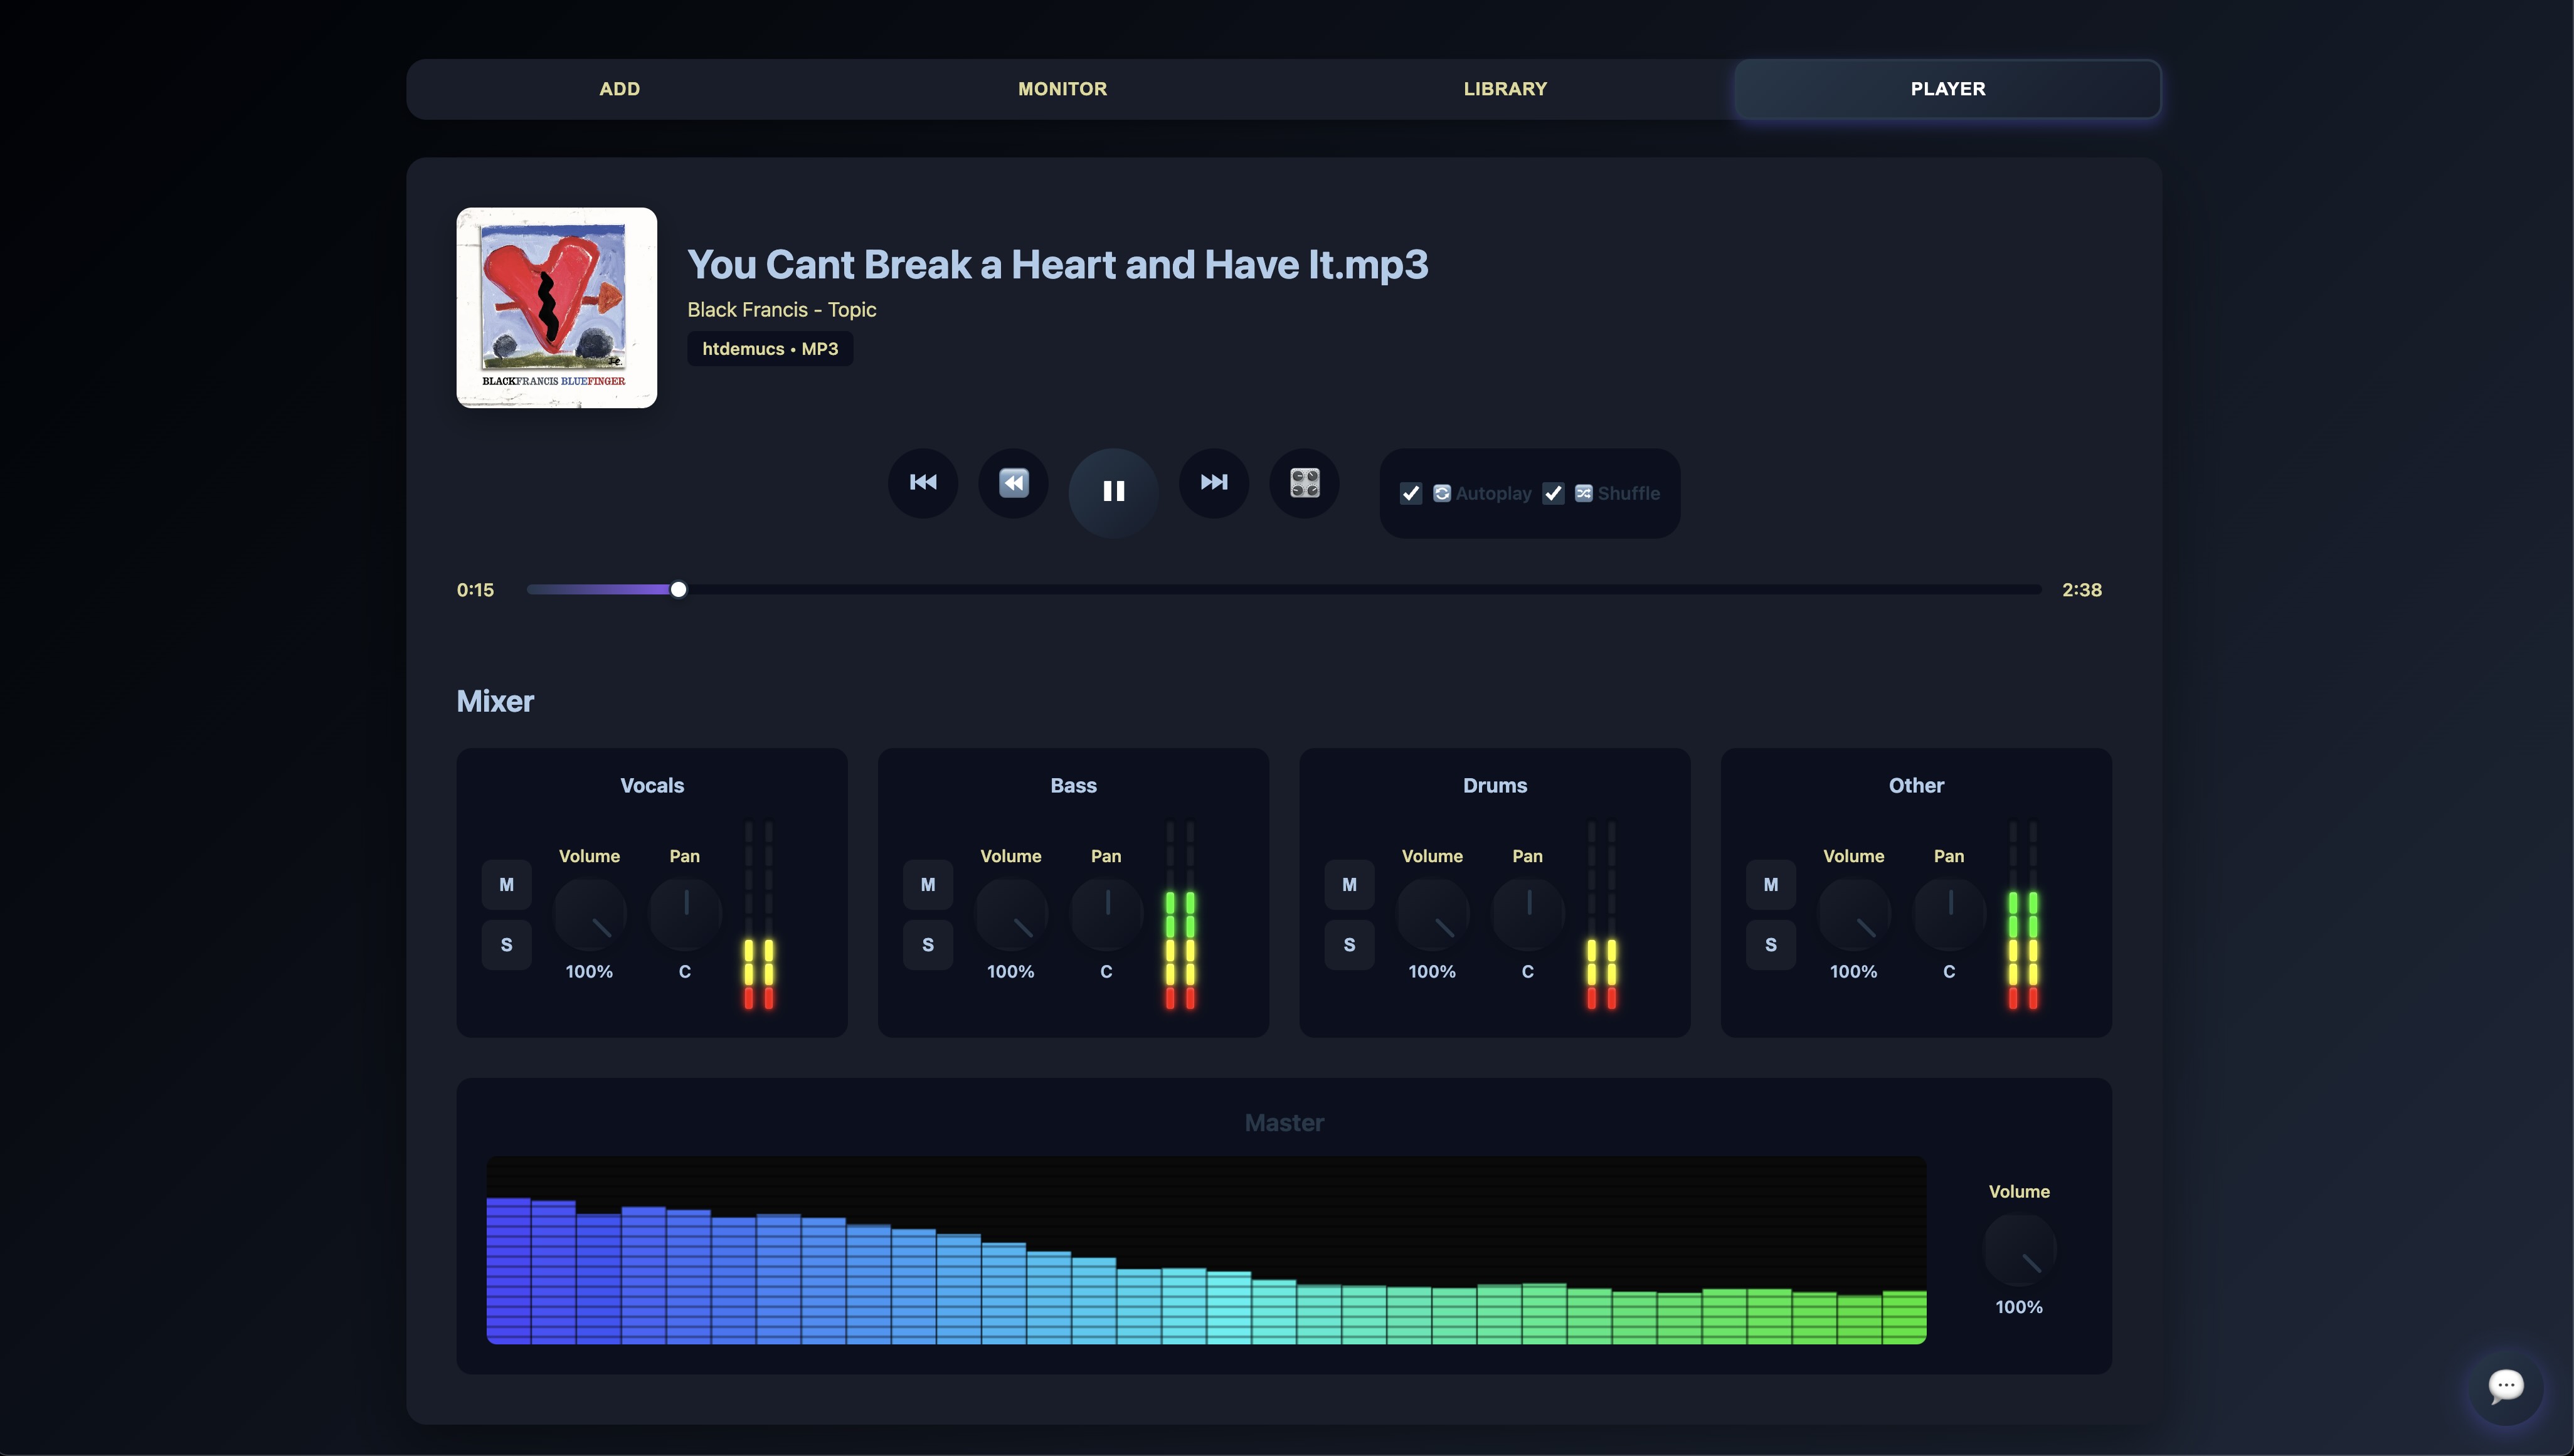 ADD MONITOR LIBRARY PLAYER
You Cant Break a Heart and Have It.mp3
Black Francis - Topic
htdemucs • MP3
BLACKFRANCIS BLUEFINGER
Autoplay Shuffle
0:15 2:38
Mixer
Vocals Bass Drums Other
Volume Pan Volume Pan Volume Pan Volume Pan
M M M M
S S S S
100% C 100% C 100% C 100% C
Master
Volume
100%